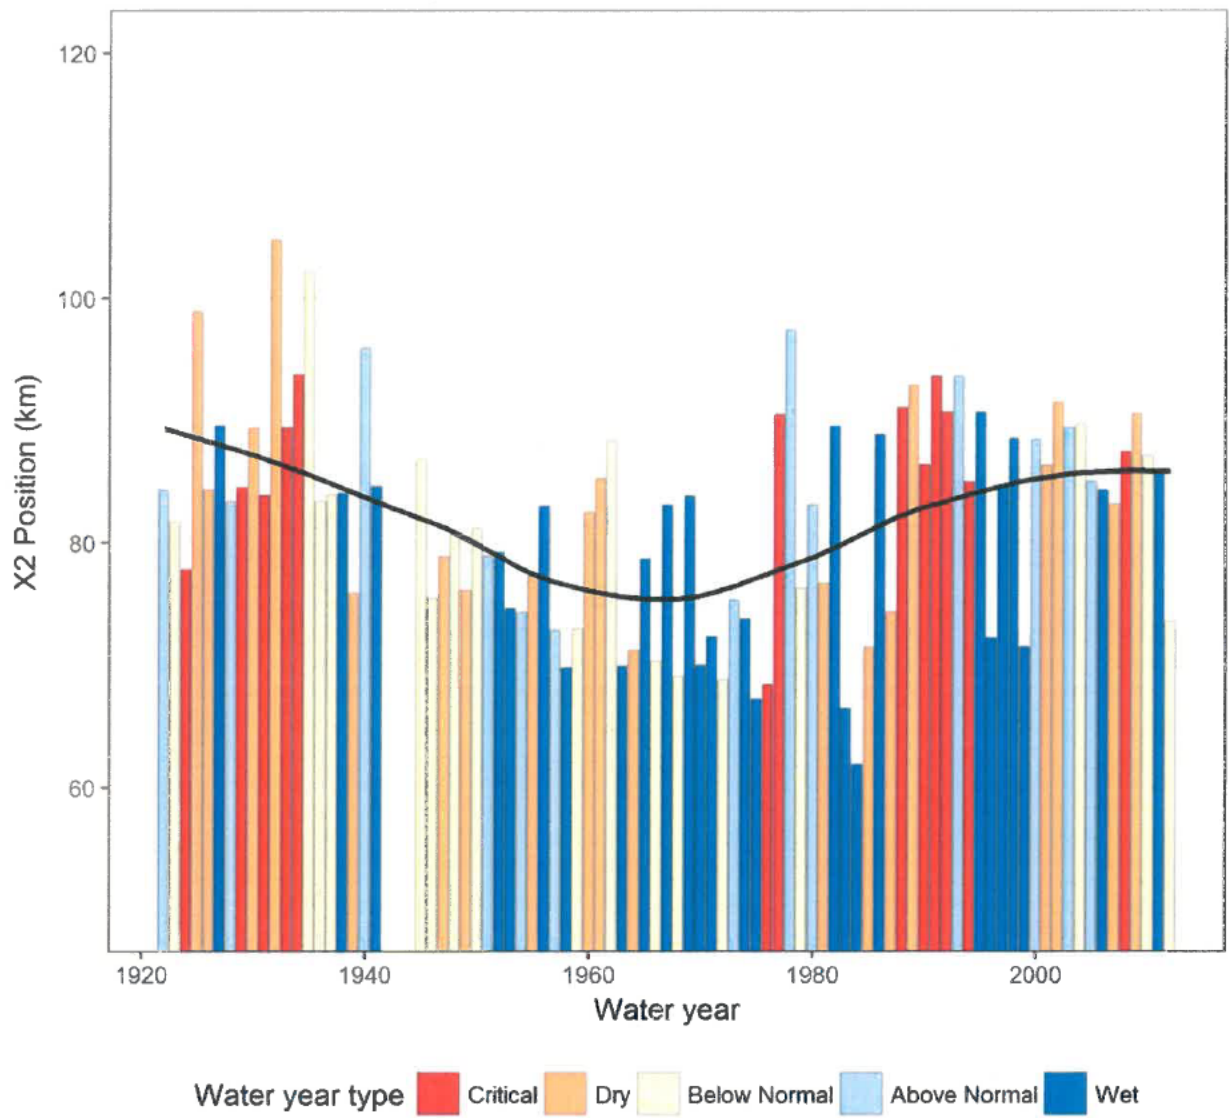 120
100
80
60
X2 Position (km)
1920 1940 1960 1980 2000
Water year
Water year type Critical Dry Below Normal Above Normal Wet